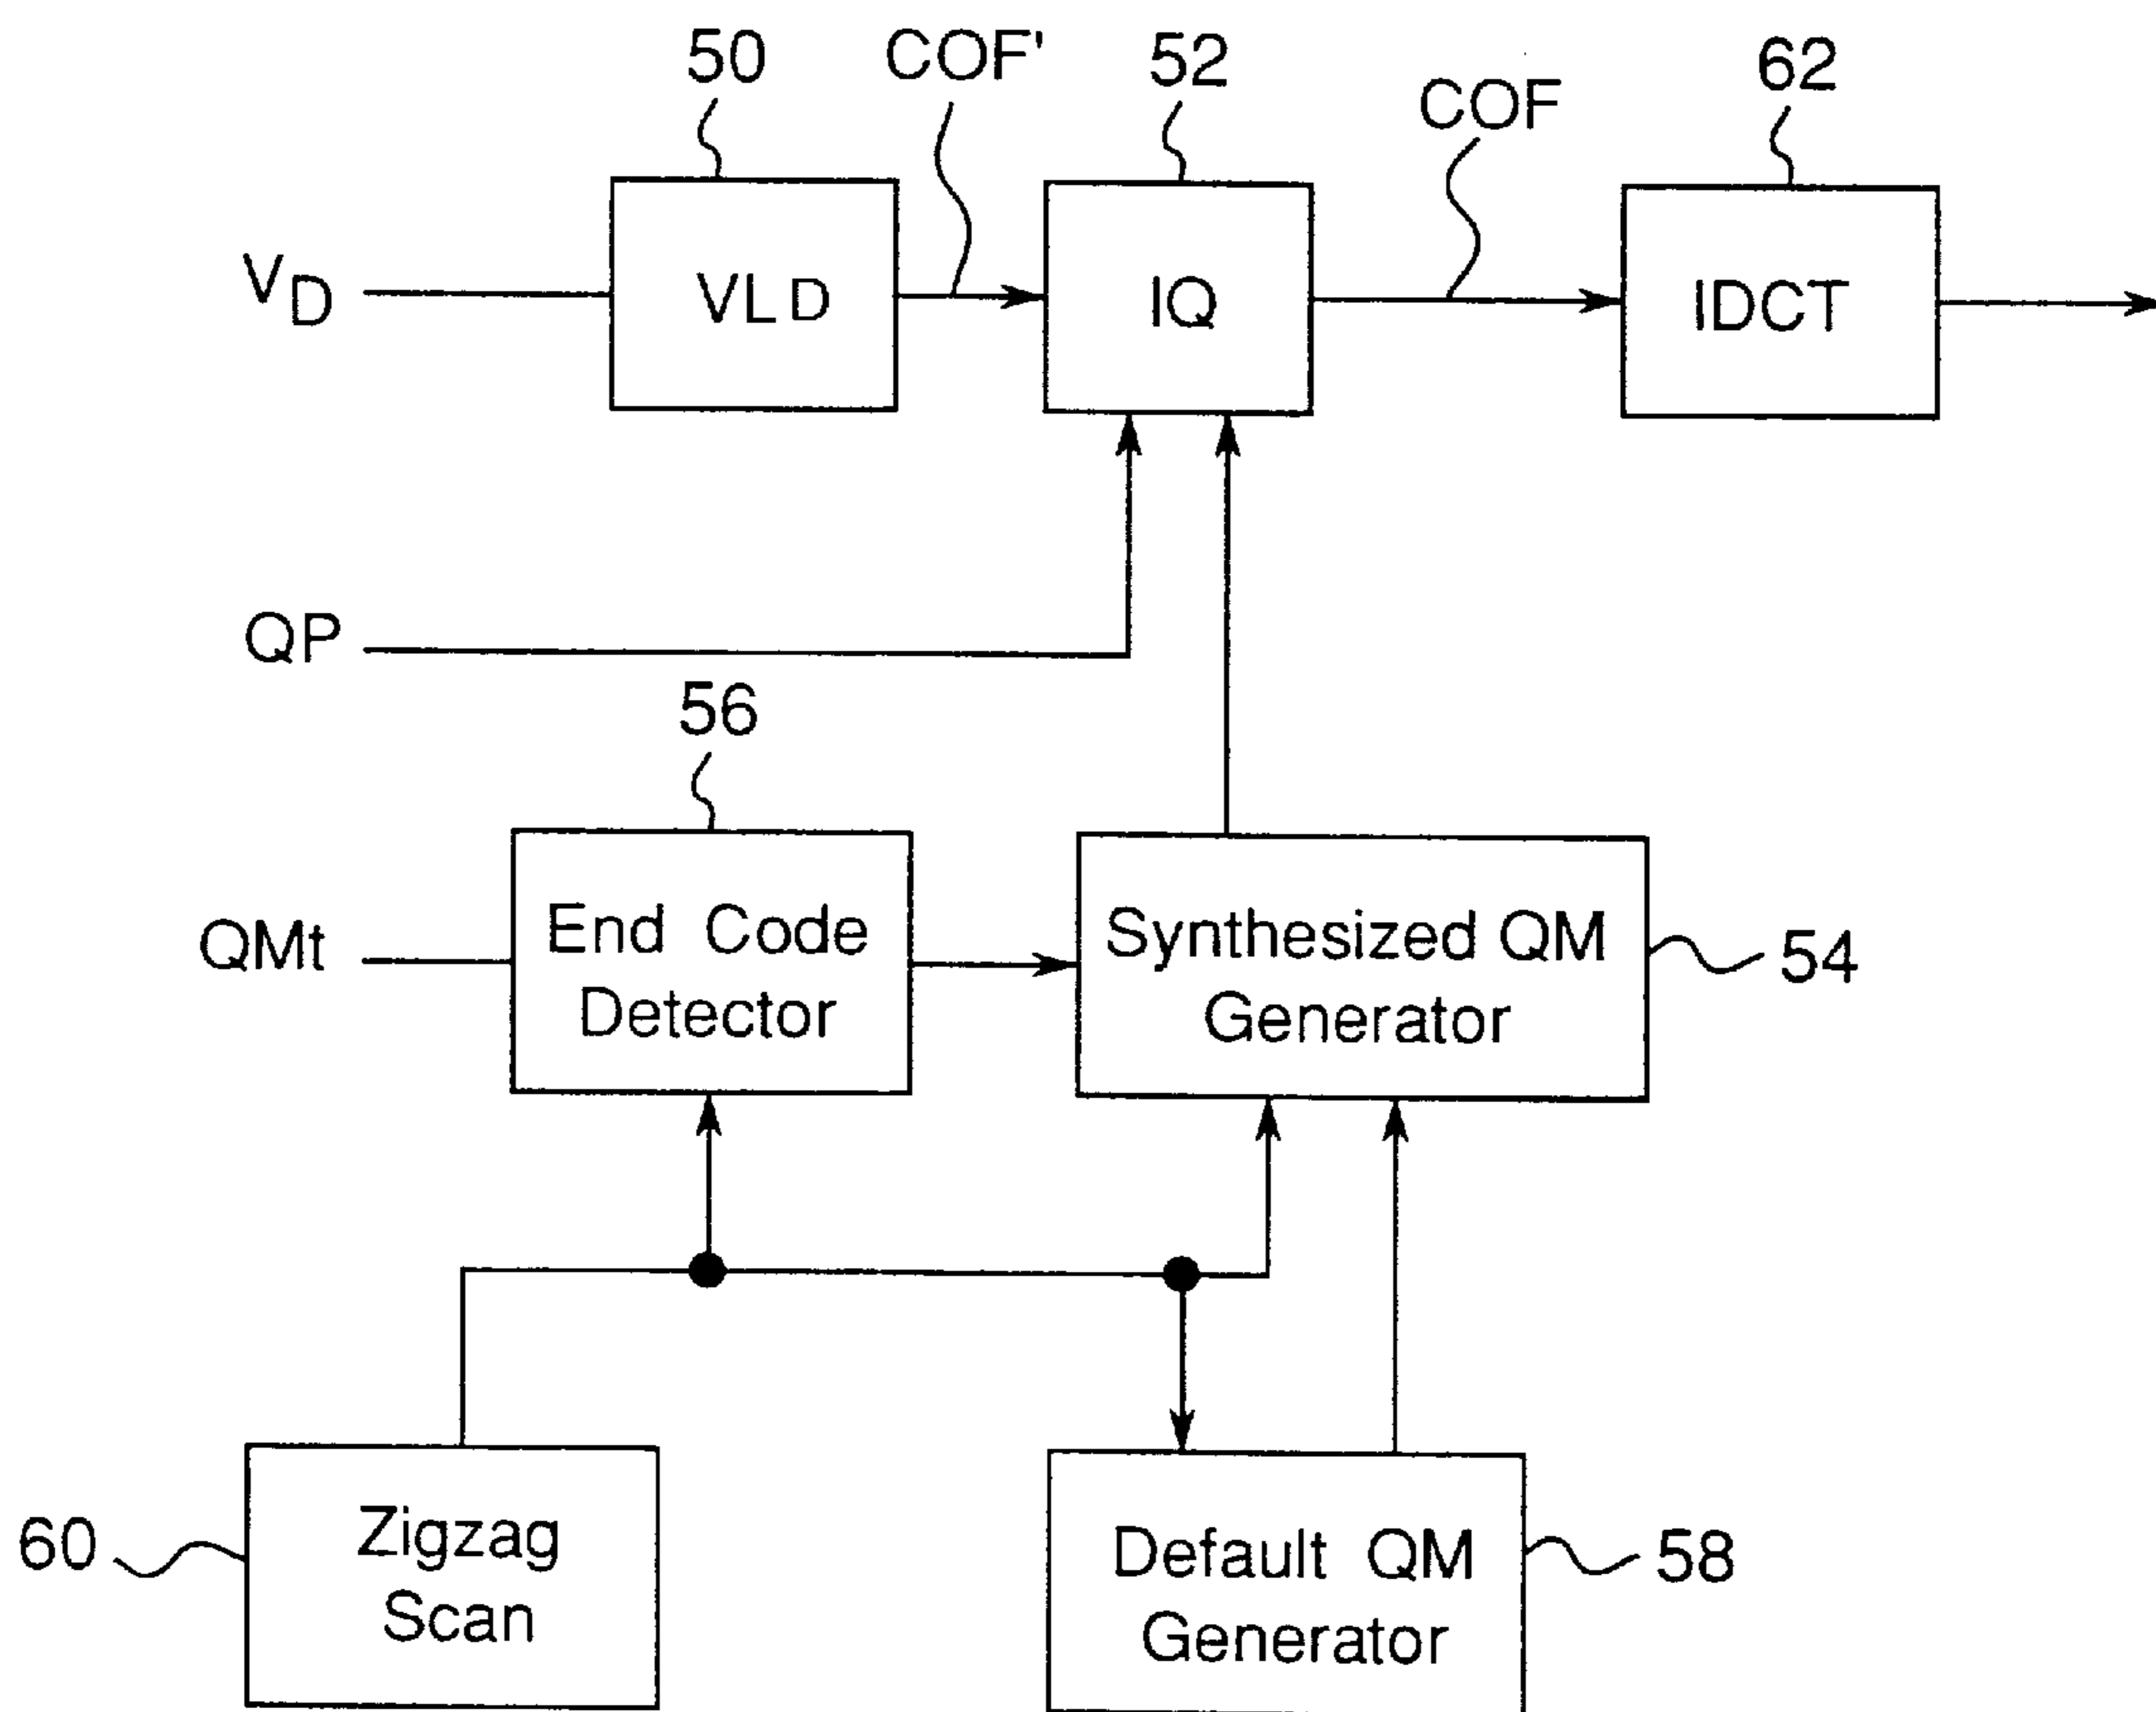 50
COF'
52
COF
62
VD
VLD
IQ
IDCT
QP
56
QMt
End Code
Detector
Synthesized QM
Generator
54
60
Zigzag
Scan
Default QM
Generator
58